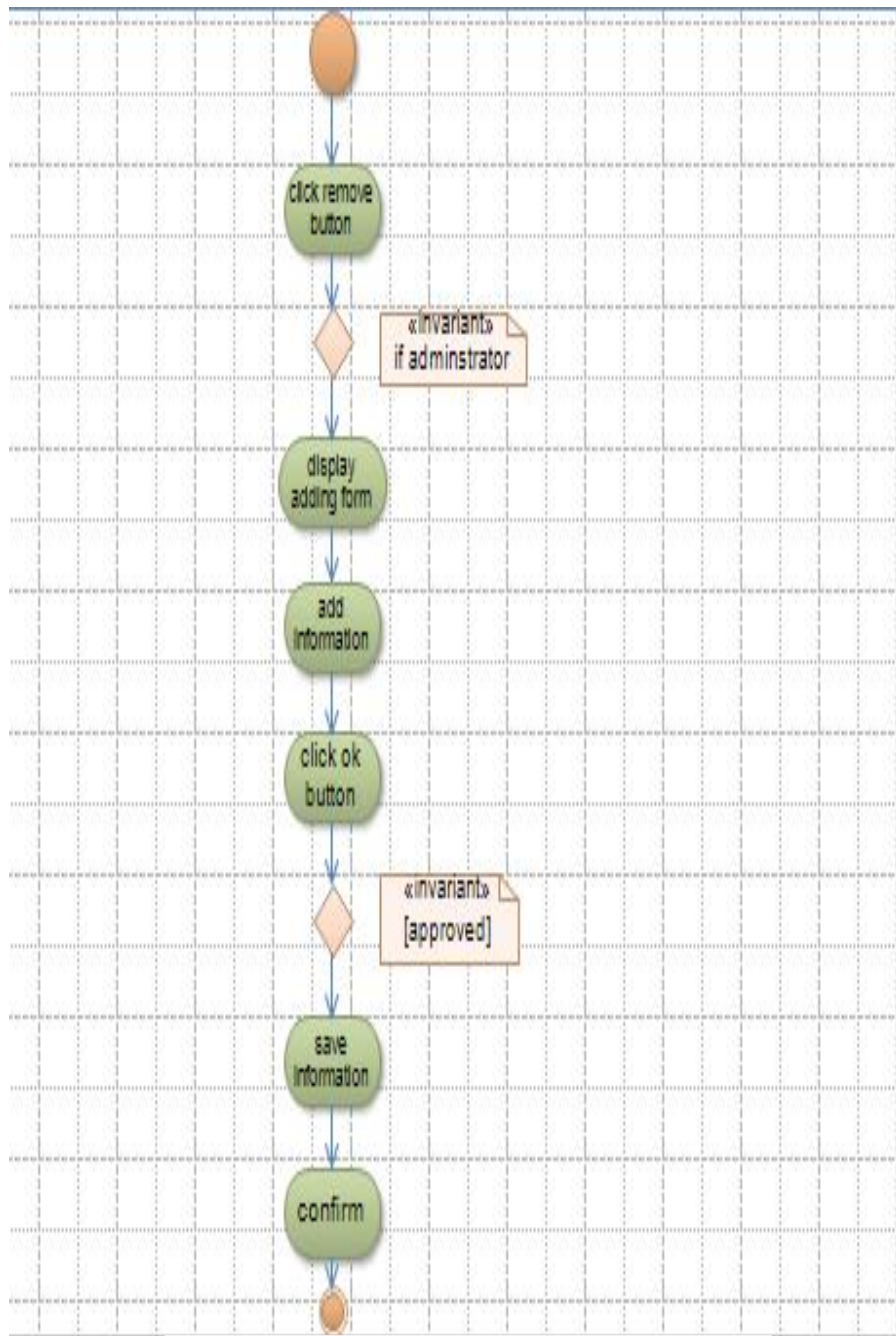 click remove
button
«invariant»
if adminstrator
display
adding form
add
information
click ok
button
«invariant»
[approved]
save
information
confirm